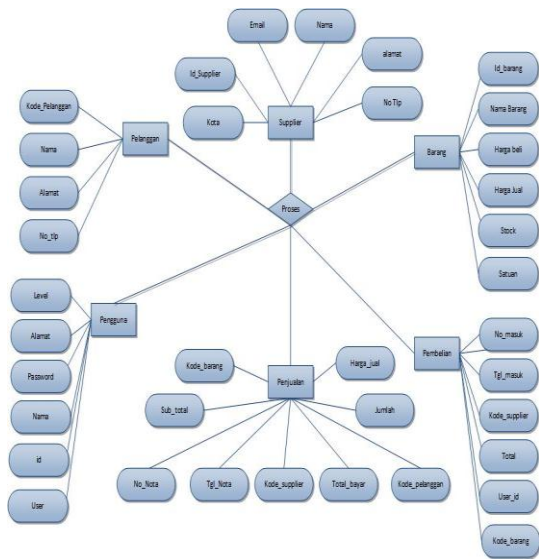 Email
Nama
Id_Supplier
alamat
Kota
Supplier
No Tlp
Kode_Pelanggan
Nama
Alamat
No_tlp
Pelanggan
Id_barang
Nama Barang
Harga beli
Harga Jual
Stock
Satuan
Barang
Proses
Level
Alamat
Password
Nama
id
User
Pengguna
Kode_barang
Harga_jual
Penjualan
Sub_total
Jumlah
No_Nota
Tgl_Nota
Kode_supplier
Total_bayar
Kode_pelanggan
Pembelian
No_masuk
Tgl_masuk
Kode_supplier
Total
User_id
Kode_barang